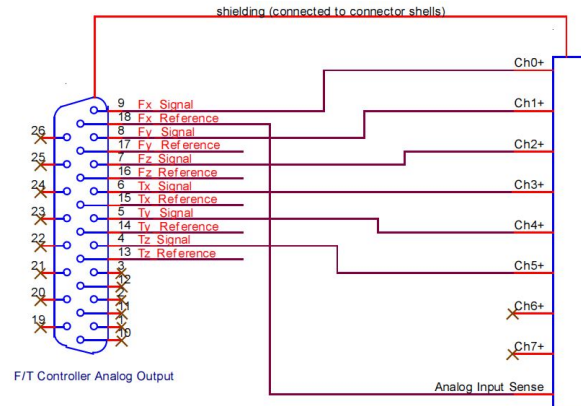 shielding (connected to connector shells)
Ch0+
9 Fx Signal
18 Fx Reference
Ch1+
26
8 Fy Signal
17 Fy Reference
Ch2+
25
7 Fz Signal
16 Fz Reference
24
6 Tx Signal
Ch3+
15 Tx Reference
23
5 Ty Signal
14 Ty Reference
Ch4+
22
4 Tz Signal
13 Tz Reference
21
3
Ch5+
12
20
11
Ch6+
19
10
Ch7+
F/T Controller Analog Output
Analog Input Sense